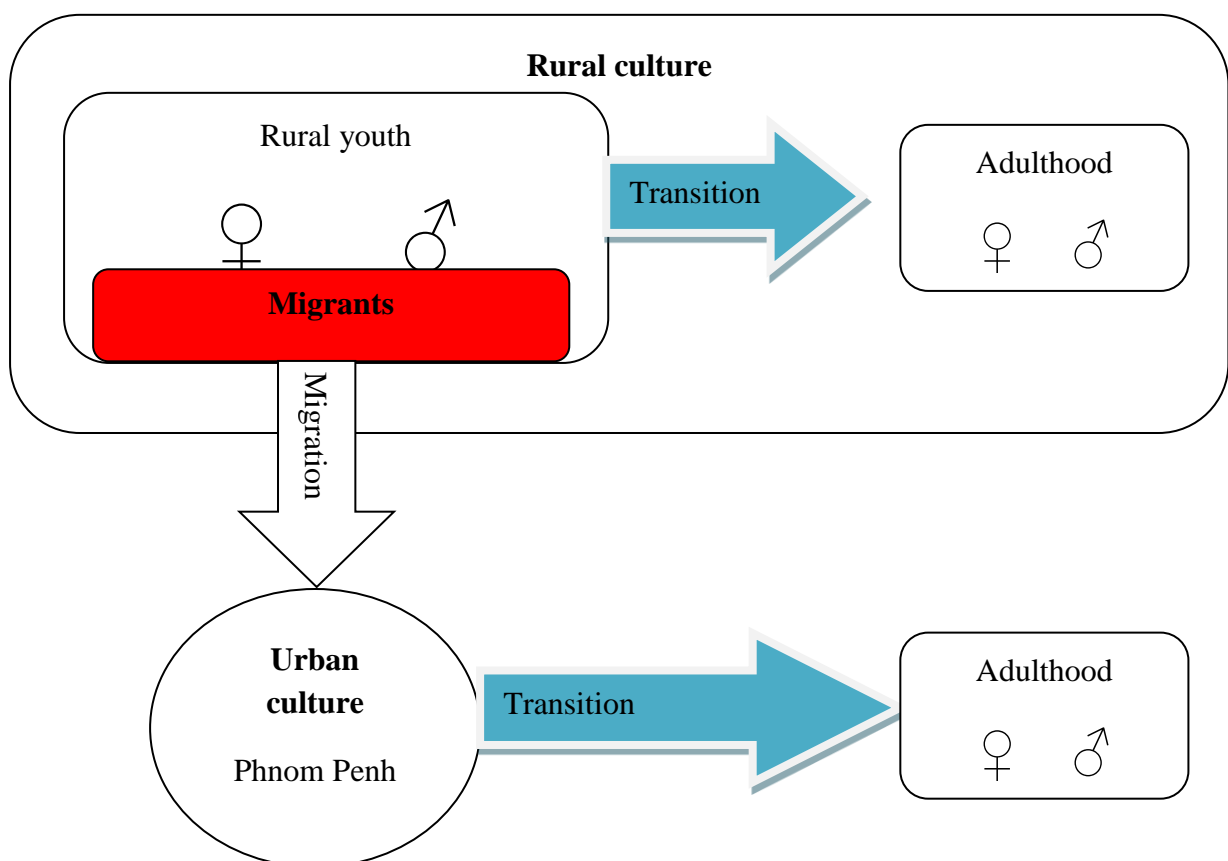 Rural culture
Rural youth
Transition
Adulthood
♀ ♂
♀ ♂
Migrants
Migration
Urban
culture
Phnom Penh
Transition
Adulthood
♀ ♂